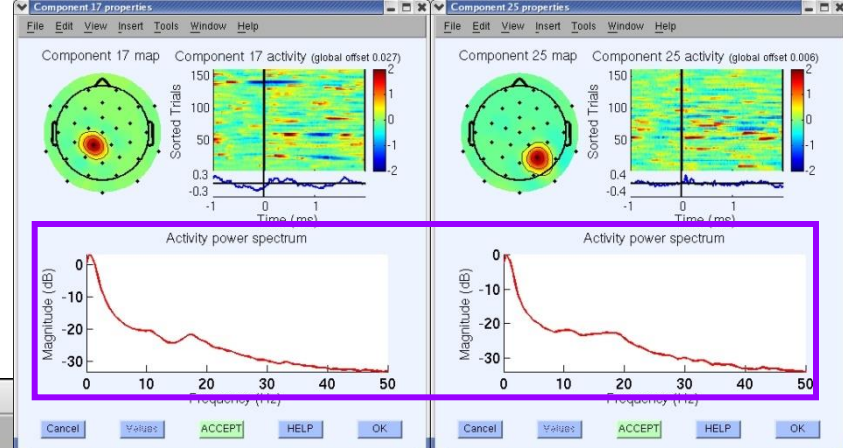 Component 17 properties
File Edit View Insert Tools Window Help
Component 17 map
Component 17 activity (global offset 0.027)
Sorted Trials
150
100
50
2
1
0
-1
-2
0.3
-0.3
-1 0 1
Time (ms)
Activity power spectrum
Magnitude (dB)
0
-10
-20
-30
0 10 20 30 40 50
Frequency (Hz)
Cancel Values ACCEPT HELP OK
Component 25 properties
File Edit View Insert Tools Window Help
Component 25 map
Component 25 activity (global offset 0.006)
Sorted Trials
150
100
50
2
1
0
-1
-2
0.4
-0.4
-1 0 1
Time (ms)
Activity power spectrum
Magnitude (dB)
0
-10
-20
-30
0 10 20 30 40 50
Frequency (Hz)
Cancel Values ACCEPT HELP OK